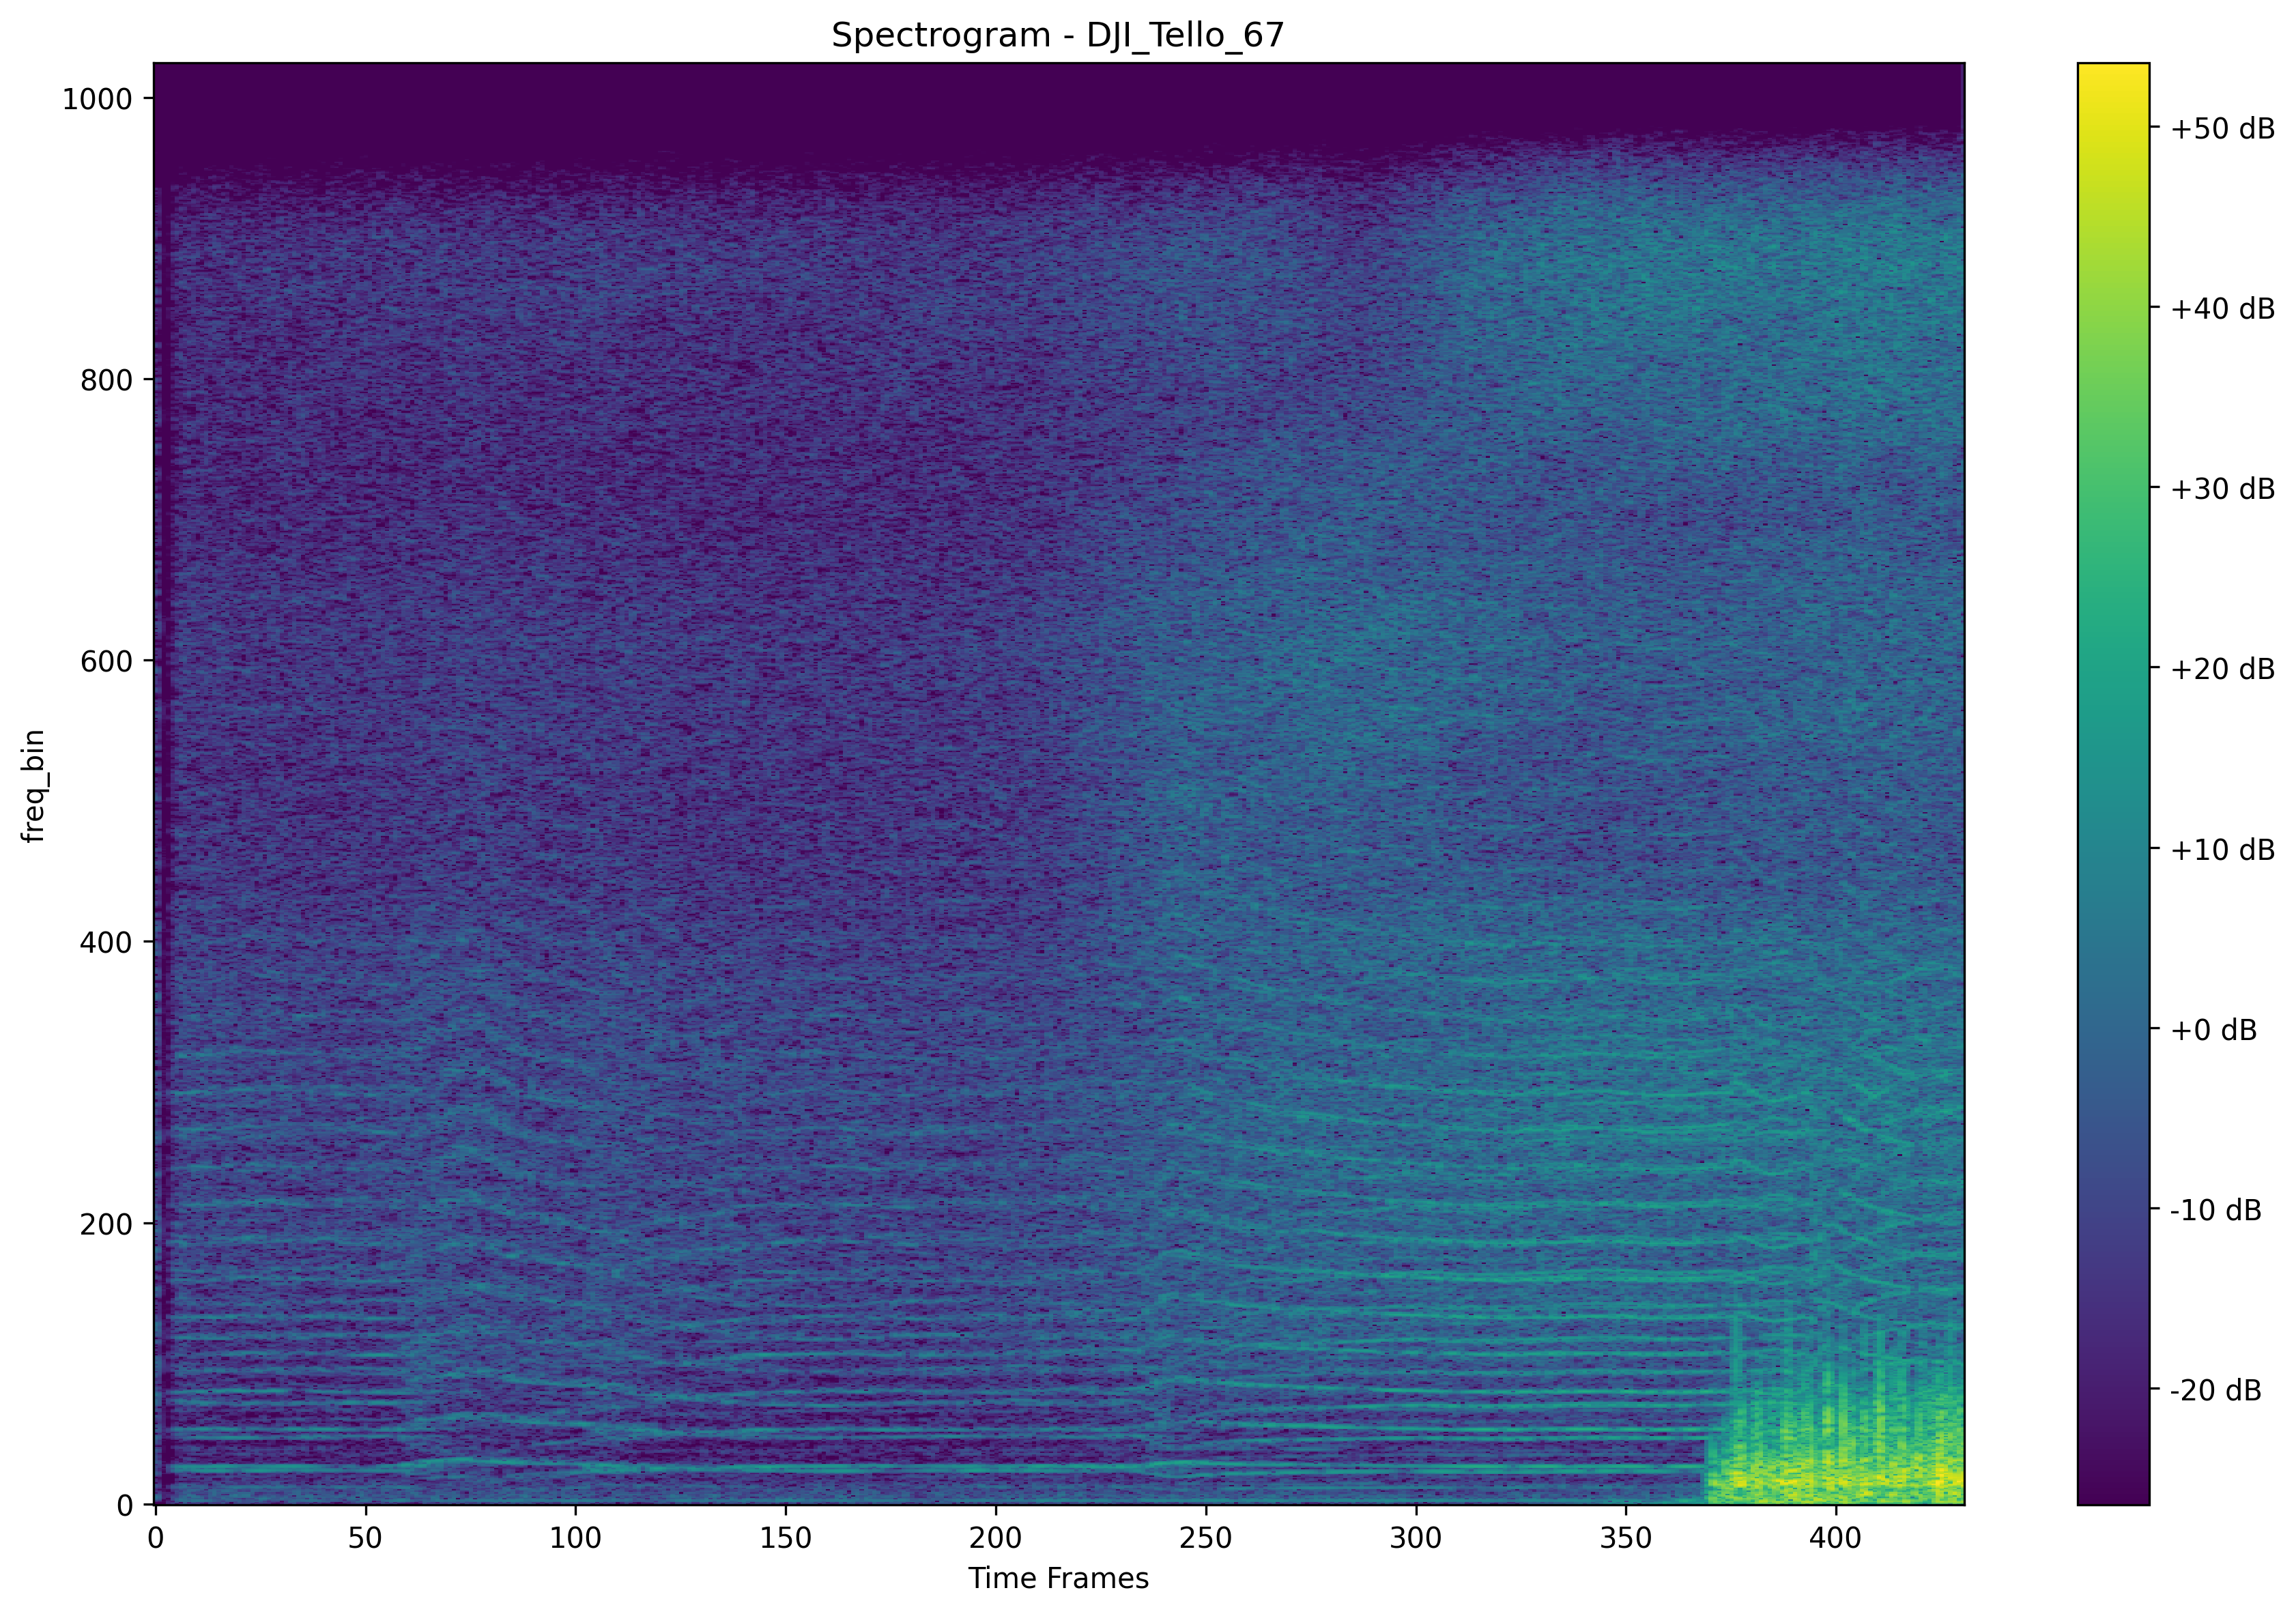 Spectrogram - DJI_Tello_67
1000
800
600
400
200
0
freq_bin
0 50 100 150 200 250 300 350 400
Time Frames
+50 dB
+40 dB
+30 dB
+20 dB
+10 dB
+0 dB
-10 dB
-20 dB